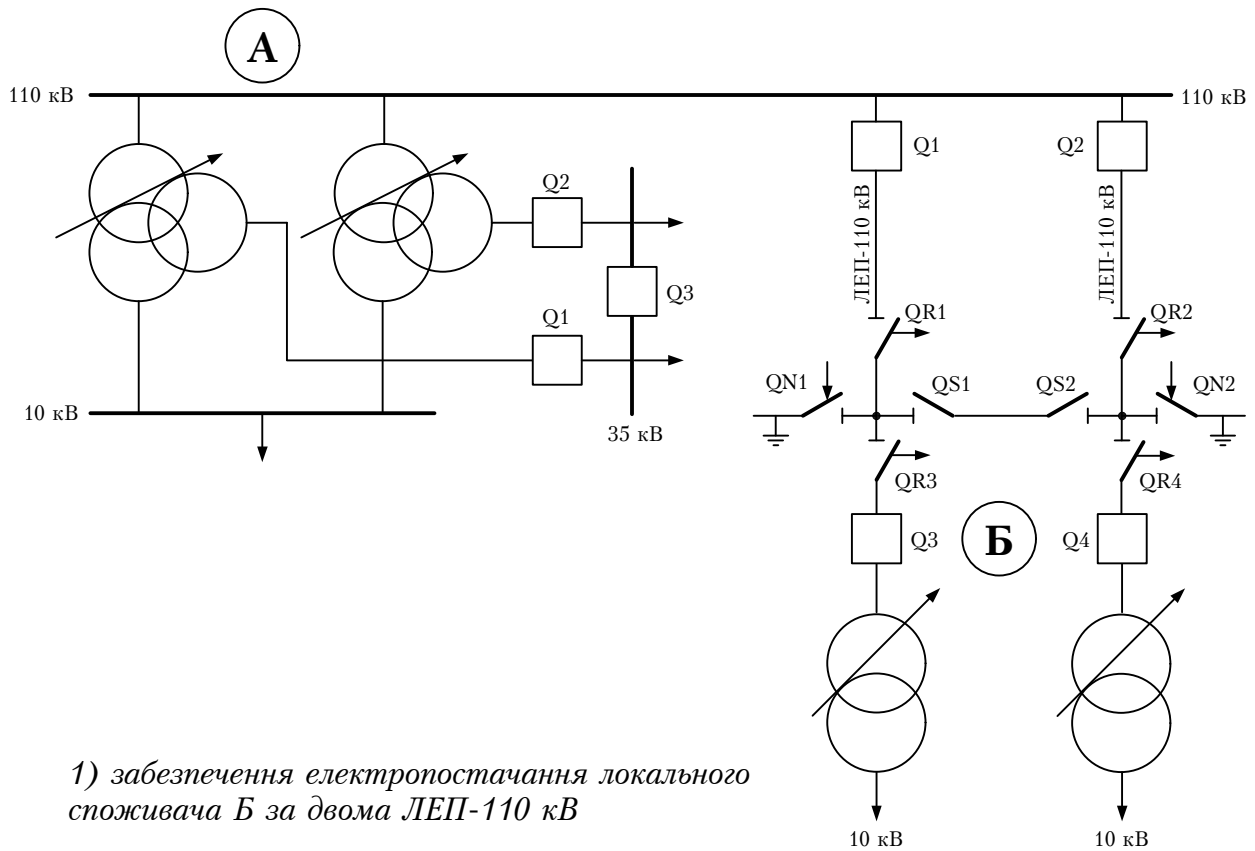 А
110 кВ
110 кВ
Q1
Q2
ЛЕП-110 кВ
ЛЕП-110 кВ
Q2
Q3
Q1
10 кВ
35 кВ
QR1
QR2
QN1
QS1
QS2
QN2
QR3
QR4
Q3
Б
Q4
1) забезпечення електропостачання локального
споживача Б за двома ЛЕП-110 кВ
10 кВ
10 кВ